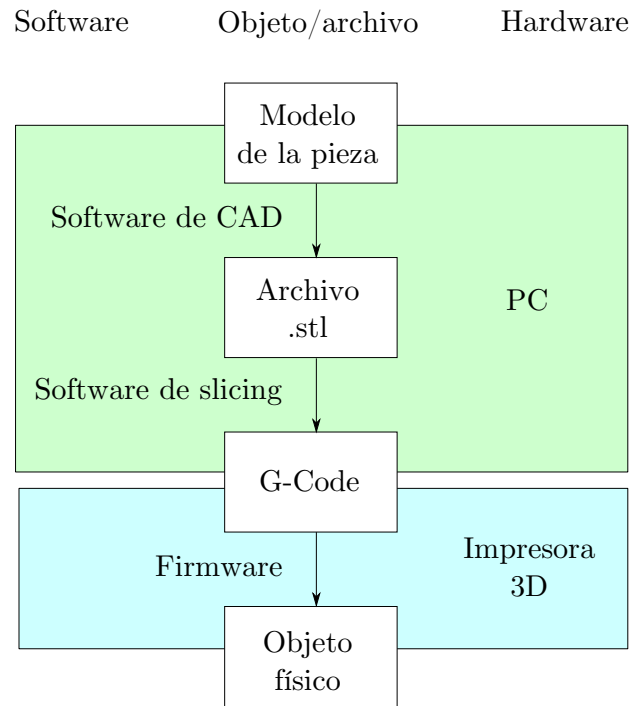 Software Objeto/archivo Hardware
Modelo
de la pieza
Software de CAD
Archivo
.stl
PC
Software de slicing
G-Code
Firmware
Impresora
3D
Objeto
físico